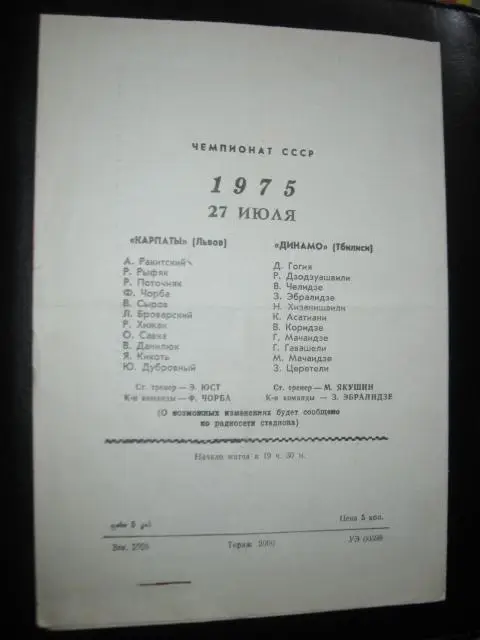 ЧЕМПИОНАТ СССР
1975
27 ИЮЛЯ
«КАРПАТЫ» (Львов)
А. Ракитский
Р. Рыфяк
Р. Поточняк
Ф. Чорба
В. Сыров
Л. Броварский
Р. Хижак
О. Савка
В. Данилюк
Я. Кикоть
Ю. Дубровный
Ст. тренер — Э. ЮСТ
К-н команды — Ф. ЧОРБА
«ДИНАМО» (Тбилиси)
Д. Гогия
Р. Дзодзуашвили
В. Челидзе
З. Эбралидзе
Н. Хизанишвили
К. Асатиани
В. Коридзе
Г. Мачаидзе
Г. Гавашели
М. Мачаидзе
З. Церетели
Ст. тренер — М. ЯКУШИН
К-н команды — З. ЭБРАЛИДЗЕ
(О возможных изменениях будет сообщено
по радиосети стадиона)
Начало матча в 19 ч. 30 м.
Цена 5 коп.
Зак.
Тираж
УЭ